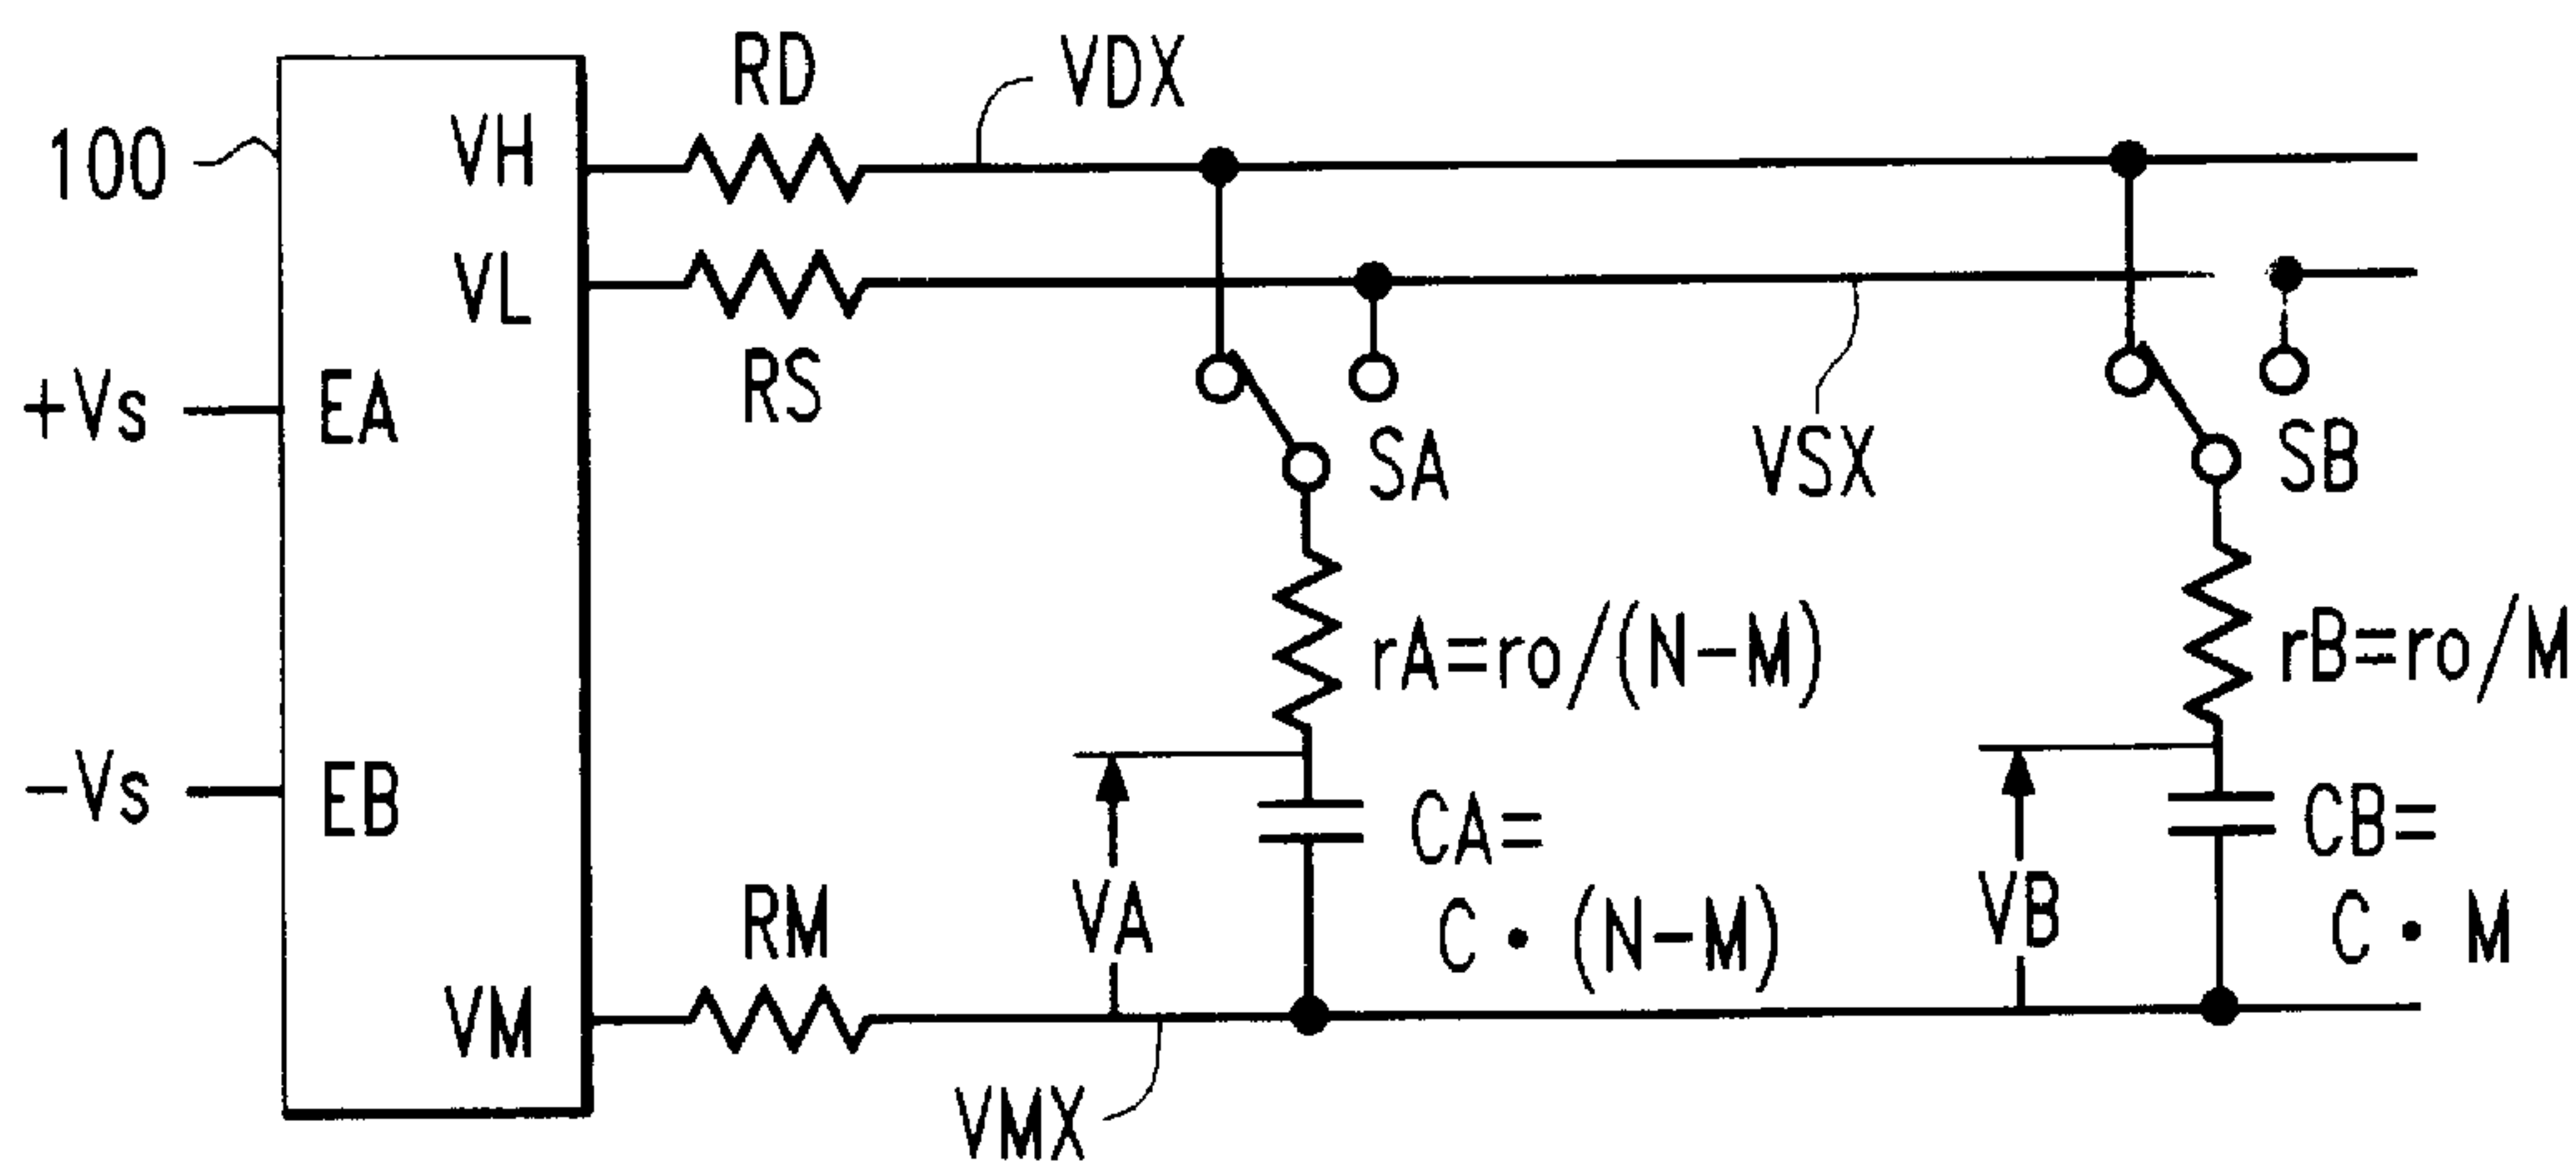 RD
VDX
100
VH
VL
RS
+Vs
EA
SA
VSX
SB
rA=ro/(N-M)
rB=ro/M
-Vs
EB
CA=
C • (N-M)
CB=
C • M
VA
VB
RM
VM
VMX